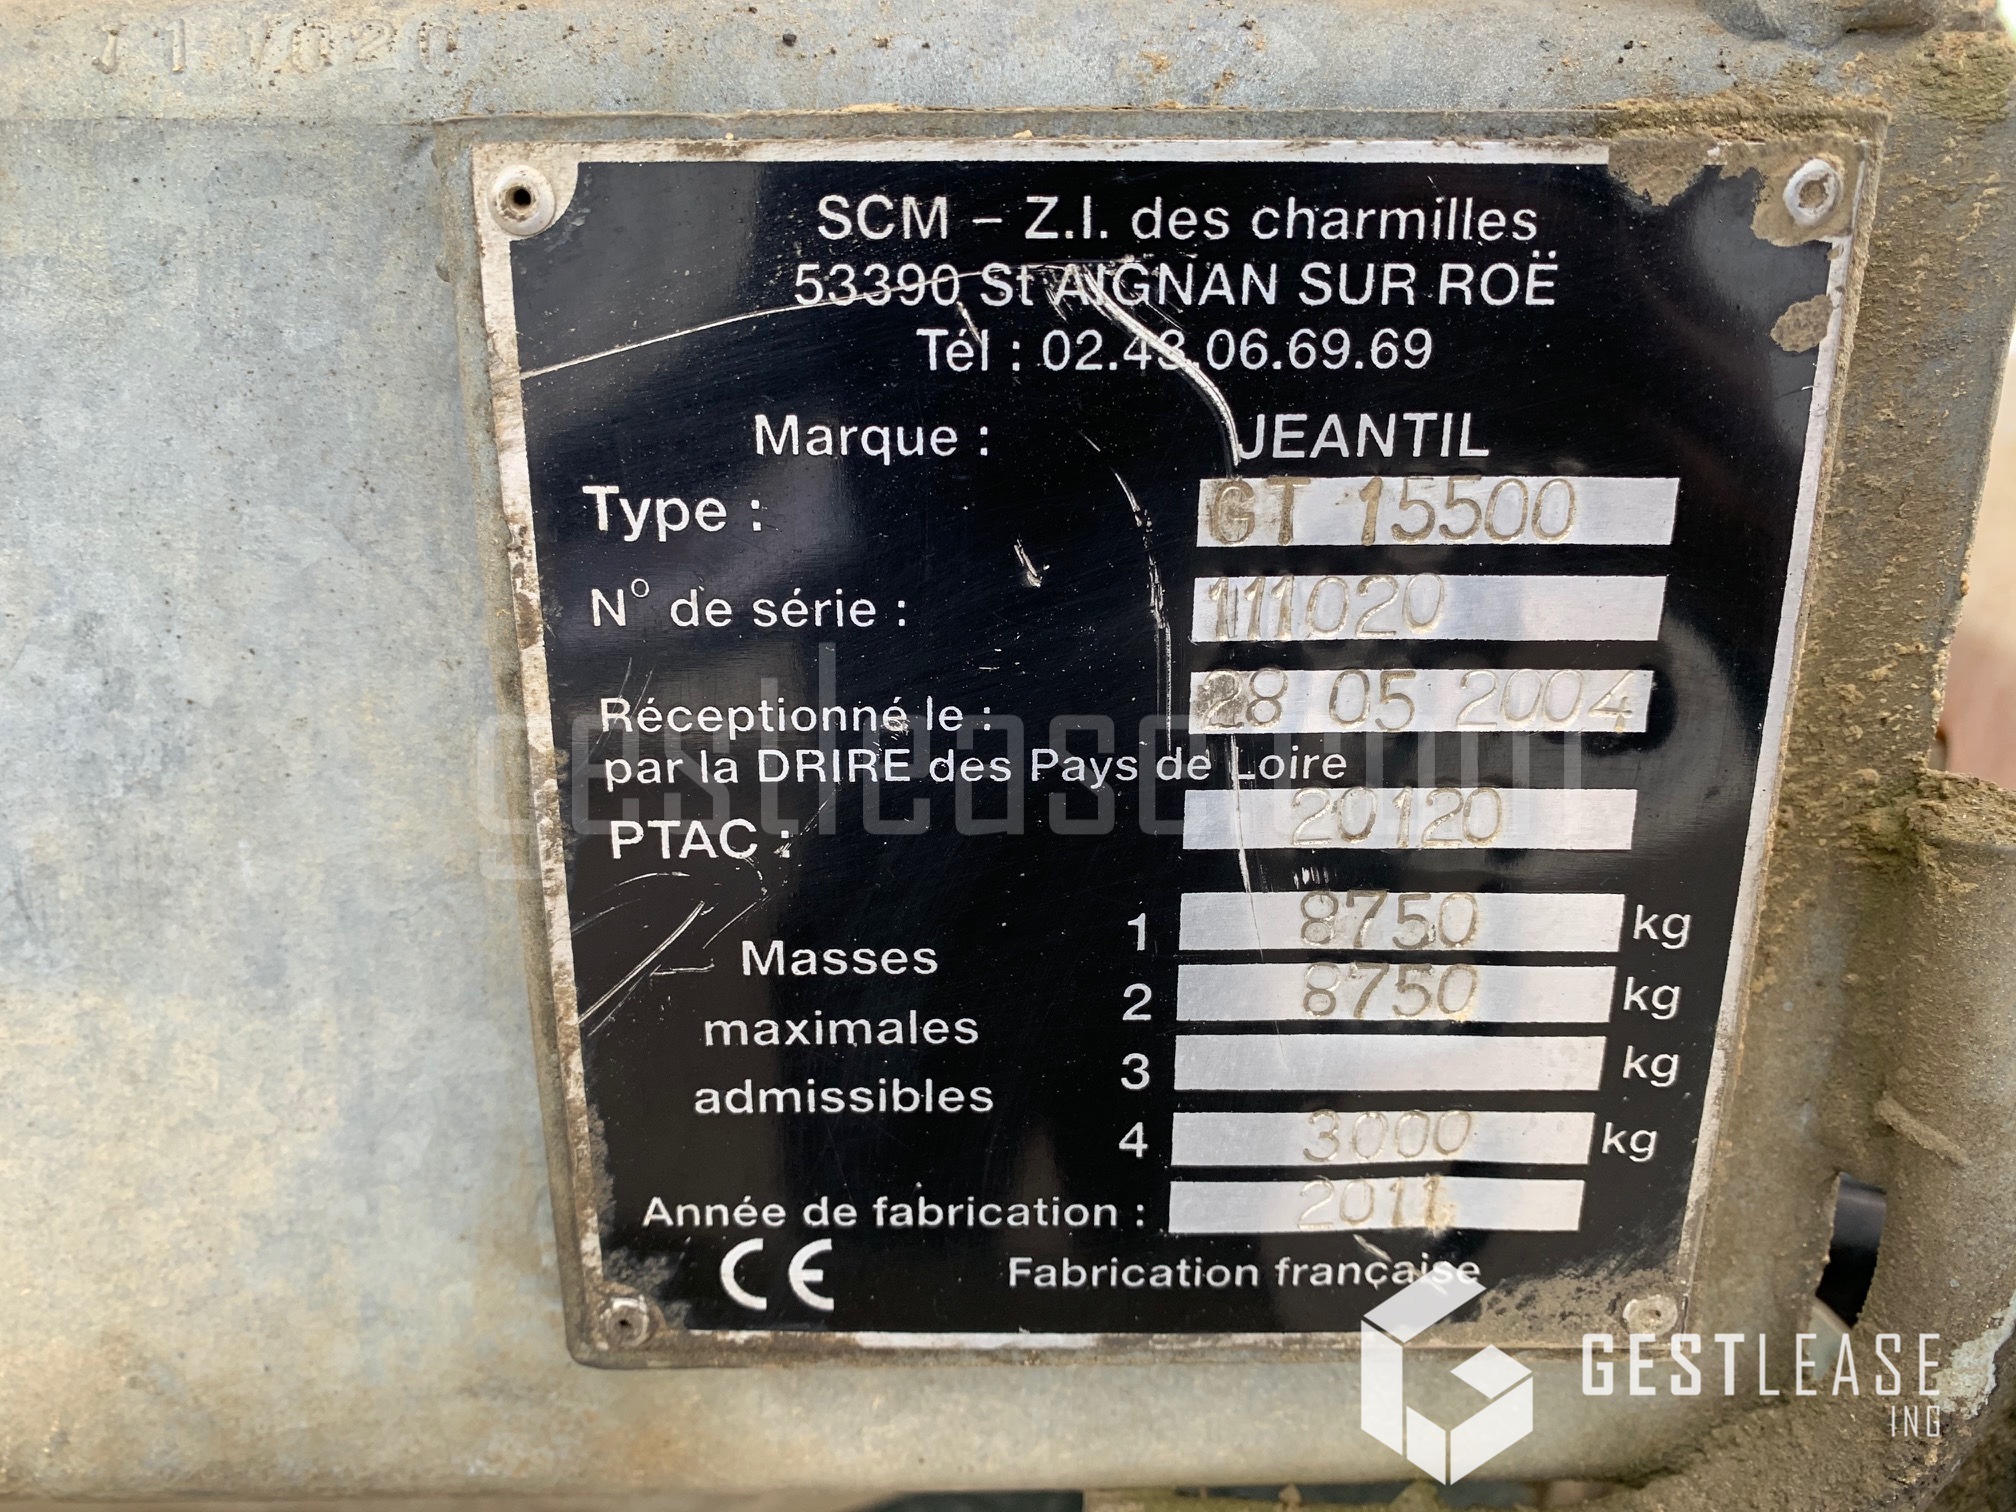 111020
SCM - Z.I. des charmilles
53390 St AIGNAN SUR ROË
Tél : 02.43.06.69.69
Marque : JEANTIL
Type : GT 15500
N° de série : 111020
Réceptionné le : 28 05 2004
par la DRIRE des Pays de Loire
PTAC : 20120
Masses maximales admissibles
1 8750 kg
2 8750 kg
3 kg
4 3000 kg
Année de fabrication : 2011
CE Fabrication française
gestlease.com
GESTLEASE
ING